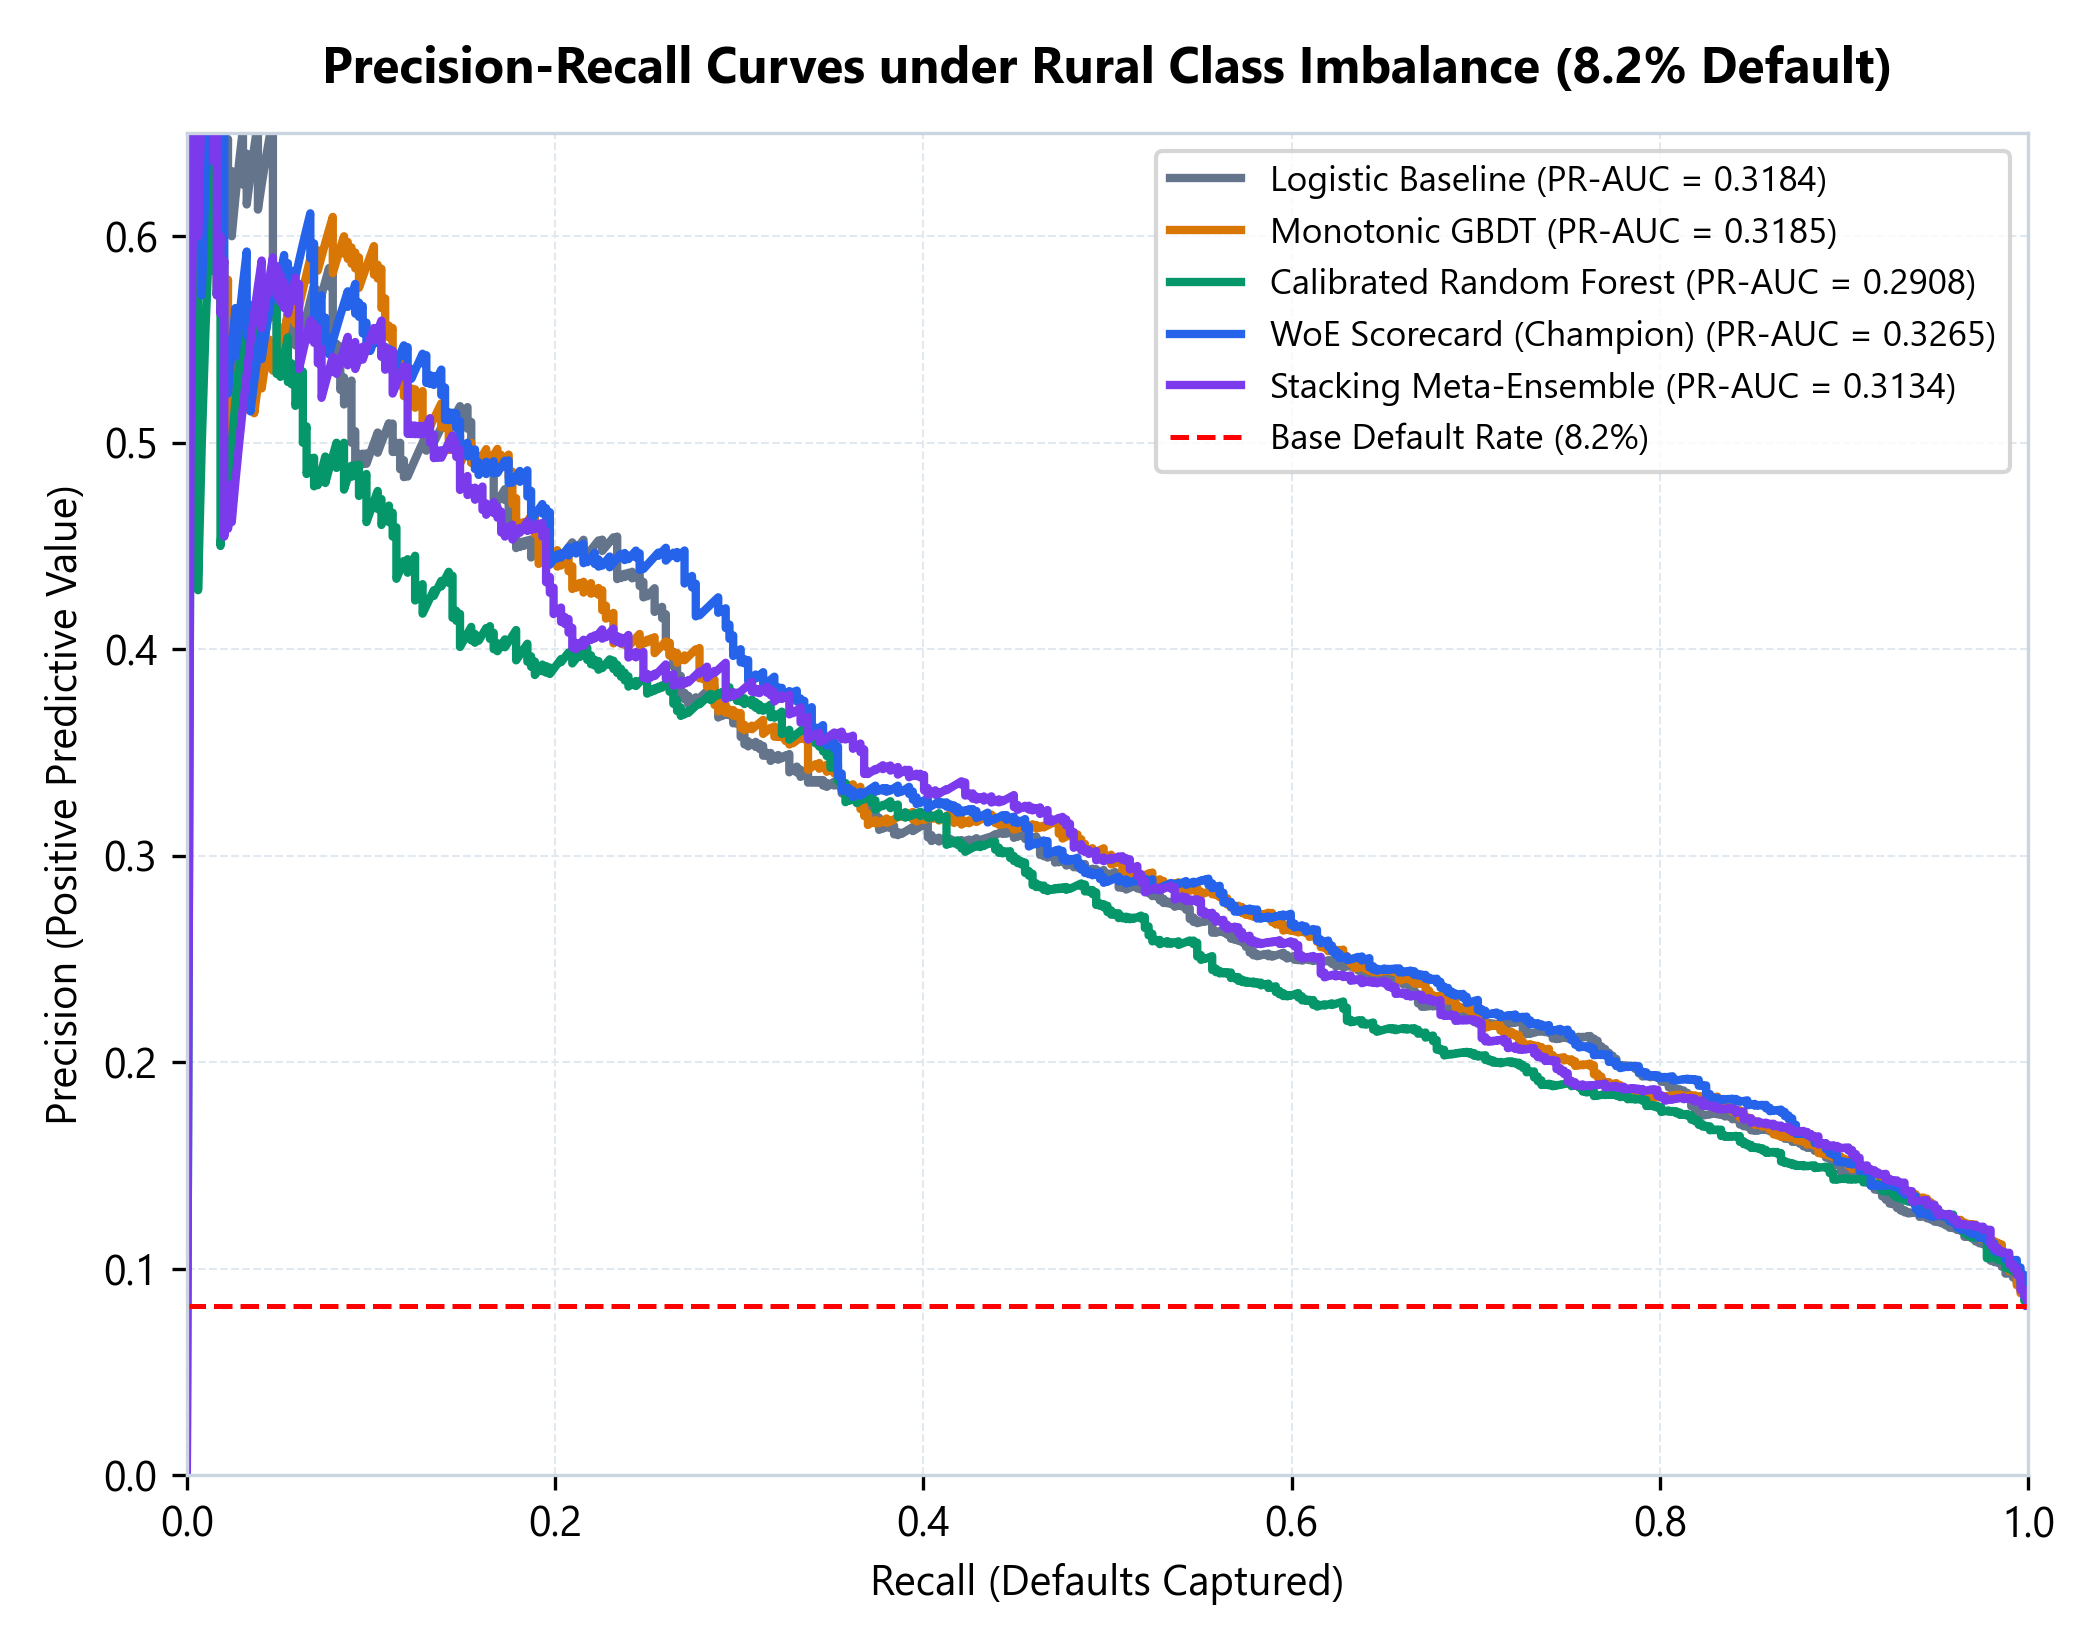 Precision-Recall Curves under Rural Class Imbalance (8.2% Default)
Logistic Baseline (PR-AUC = 0.3184)
Monotonic GBDT (PR-AUC = 0.3185)
Calibrated Random Forest (PR-AUC = 0.2908)
WoE Scorecard (Champion) (PR-AUC = 0.3265)
Stacking Meta-Ensemble (PR-AUC = 0.3134)
Base Default Rate (8.2%)
Precision (Positive Predictive Value)
0.6
0.5
0.4
0.3
0.2
0.1
0.0
0.0 0.2 0.4 0.6 0.8 1.0
Recall (Defaults Captured)